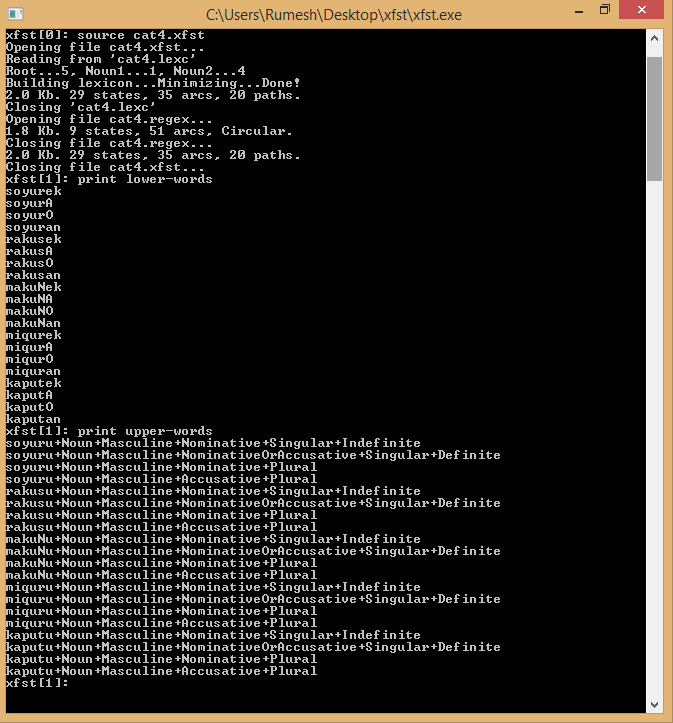 C:\Users\Rumesh\Desktop\xfst\xfst.exe
xfst[0]: source cat4.xfst
Opening file cat4.xfst...
Reading from 'cat4.lexc'
Root...5, Noun1...1, Noun2...4
Building lexicon...Minimizing...Done!
2.0 Kb. 29 states, 35 arcs, 20 paths.
Closing 'cat4.lexc'
Opening file cat4.regex...
1.8 Kb. 9 states, 51 arcs, Circular.
Closing file cat4.regex...
2.0 Kb. 29 states, 35 arcs, 20 paths.
Closing file cat4.xfst...
xfst[1]: print lower-words
soyurek
soyurA
soyurO
soyuran
rakusek
rakusA
rakusO
rakusan
makuNek
makuNA
makuNO
makuNan
miqurek
miqurA
miqurO
miquran
kaputek
kaputA
kaputO
kaputan
xfst[1]: print upper-words
soyuru+Noun+Masculine+Nominative+Singular+Indefinite
soyuru+Noun+Masculine+NominativeOrAccusative+Singular+Definite
soyuru+Noun+Masculine+Nominative+Plural
soyuru+Noun+Masculine+Accusative+Plural
rakusu+Noun+Masculine+Nominative+Singular+Indefinite
rakusu+Noun+Masculine+NominativeOrAccusative+Singular+Definite
rakusu+Noun+Masculine+Nominative+Plural
rakusu+Noun+Masculine+Accusative+Plural
makuNu+Noun+Masculine+Nominative+Singular+Indefinite
makuNu+Noun+Masculine+NominativeOrAccusative+Singular+Definite
makuNu+Noun+Masculine+Nominative+Plural
makuNu+Noun+Masculine+Accusative+Plural
miquru+Noun+Masculine+Nominative+Singular+Indefinite
miquru+Noun+Masculine+NominativeOrAccusative+Singular+Definite
miquru+Noun+Masculine+Nominative+Plural
miquru+Noun+Masculine+Accusative+Plural
kaputu+Noun+Masculine+Nominative+Singular+Indefinite
kaputu+Noun+Masculine+NominativeOrAccusative+Singular+Definite
kaputu+Noun+Masculine+Nominative+Plural
kaputu+Noun+Masculine+Accusative+Plural
xfst[1]: